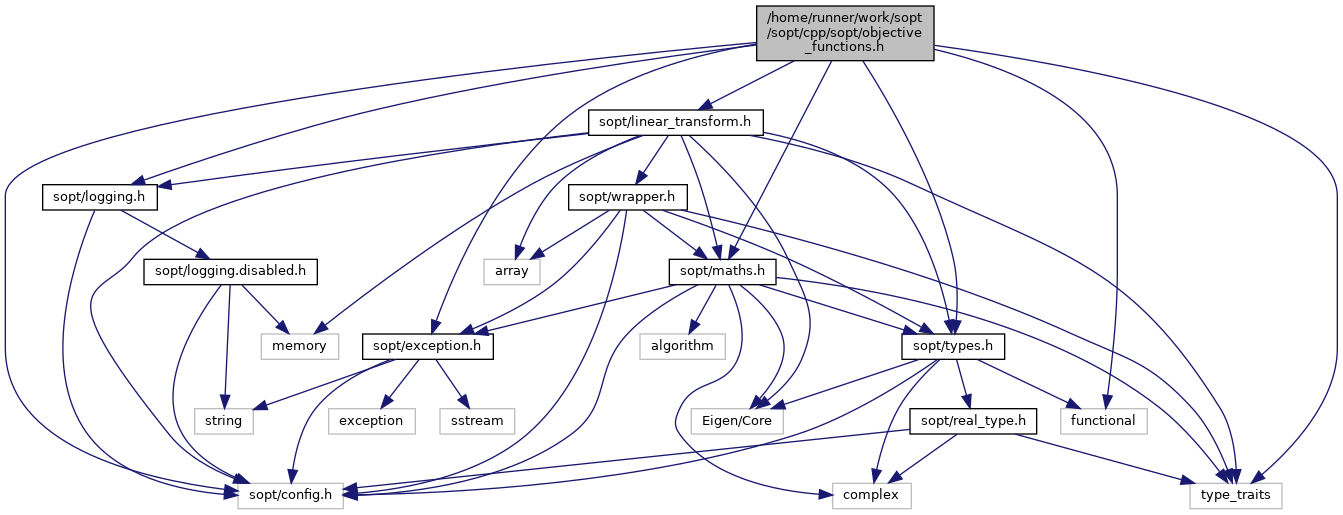 /home/runner/work/sopt
/sopt/cpp/sopt/objective
_functions.h
sopt/linear_transform.h
sopt/logging.h
sopt/wrapper.h
sopt/logging.disabled.h
array
sopt/maths.h
memory
sopt/exception.h
algorithm
sopt/types.h
string
exception
sstream
Eigen/Core
sopt/real_type.h
functional
sopt/config.h
complex
type_traits